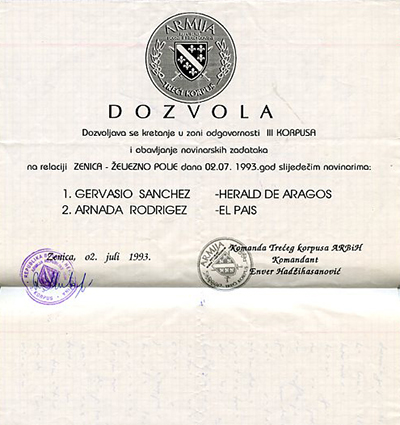 ARMIJA
TREĆI KORPUS
DOZVOLA
Dozvoljava se kretanje u zoni odgovornosti III KORPUSA
i obavljanje novinarskih zadataka
na relaciji ZENICA - ŽELJEZNO POLJE dana 02.07. 1993.god slijedećim novinarima:
1. GERVASIO SANCHEZ -HERALD DE ARAGOS
2. ARNADA RODRIGEZ -EL PAIS
Zenica, o2. juli 1993.
Komanda Trećeg korpusa ARBiH
Komandant
Enver Hadžihasanović
ARMIJA